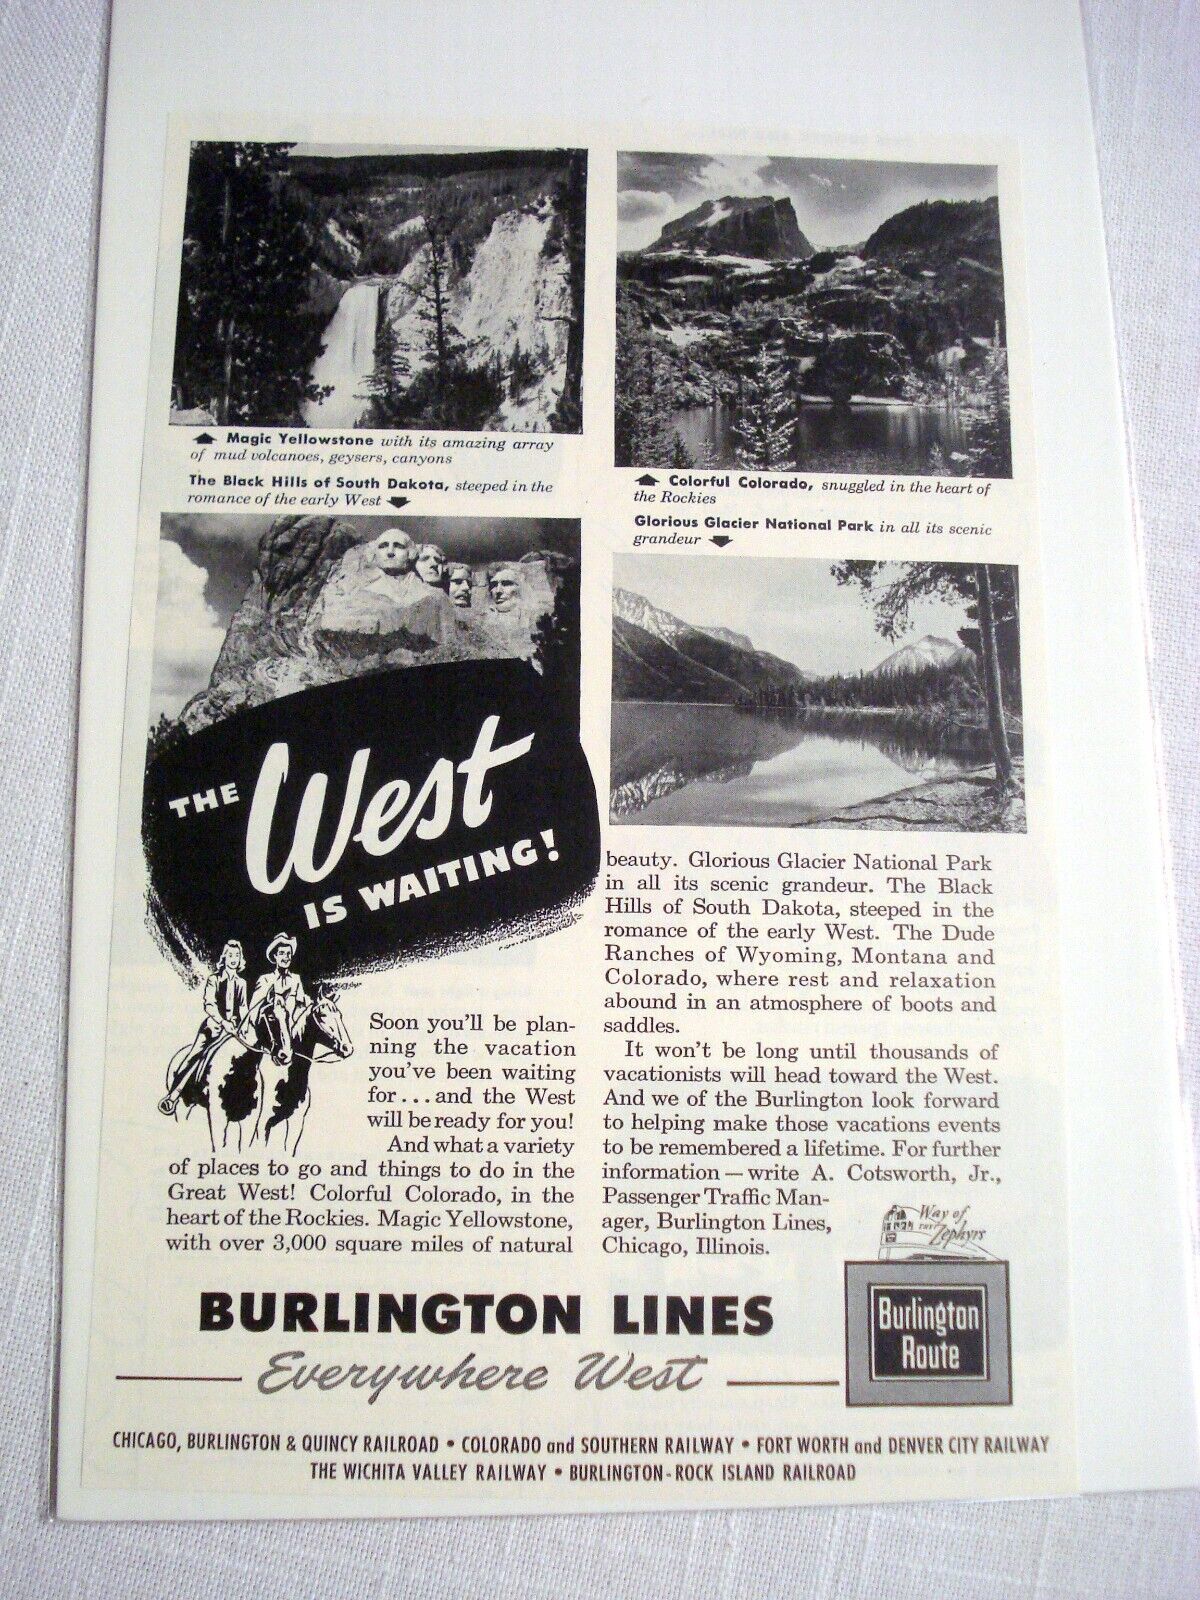 Magic Yellowstone with its amazing array
of mud volcanoes, geysers, canyons
The Black Hills of South Dakota, steeped in the
romance of the early West
Colorful Colorado, snuggled in the heart of
the Rockies
Glorious Glacier National Park in all its scenic
grandeur
THE West
IS WAITING!
Soon you'll be plan-
ning the vacation
you've been waiting
for...and the West
will be ready for you!
And what a variety
of places to go and things to do in the
Great West! Colorful Colorado, in the
heart of the Rockies. Magic Yellowstone,
with over 3,000 square miles of natural
beauty. Glorious Glacier National Park
in all its scenic grandeur. The Black
Hills of South Dakota, steeped in the
romance of the early West. The Dude
Ranches of Wyoming, Montana and
Colorado, where rest and relaxation
abound in an atmosphere of boots and
saddles.
It won't be long until thousands of
vacationists will head toward the West.
And we of the Burlington look forward
to helping make those vacations events
to be remembered a lifetime. For further
information—write A. Cotsworth, Jr.,
Passenger Traffic Man-
ager, Burlington Lines,
Chicago, Illinois.
Way of
THE Zephyrs
Burlington
Route
BURLINGTON LINES
Everywhere West
CHICAGO, BURLINGTON & QUINCY RAILROAD • COLORADO and SOUTHERN RAILWAY • FORT WORTH and DENVER CITY RAILWAY
THE WICHITA VALLEY RAILWAY • BURLINGTON-ROCK ISLAND RAILROAD